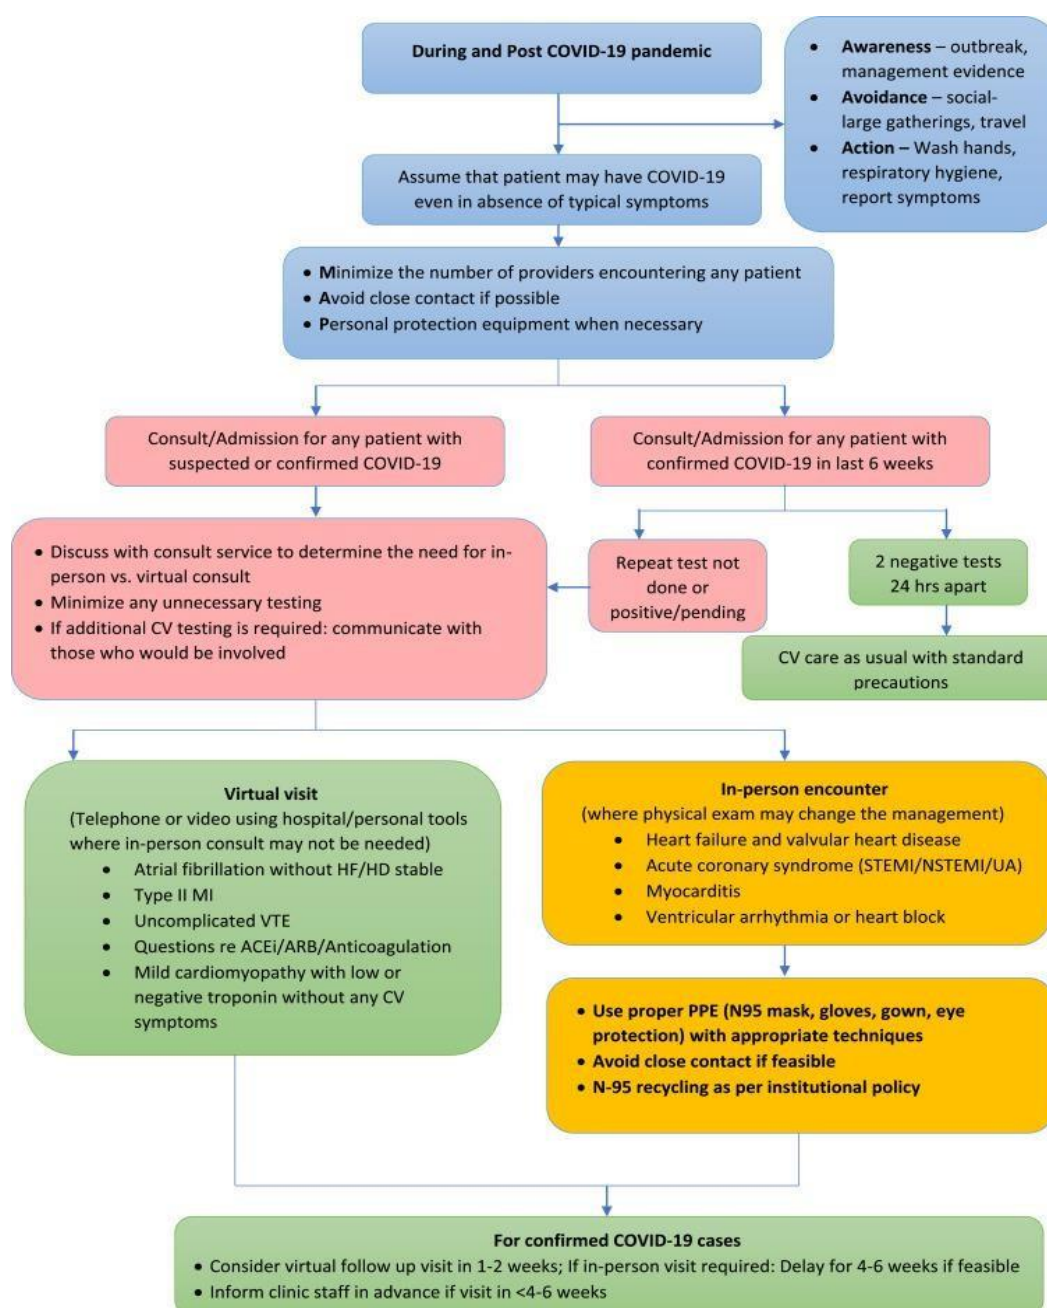 During and Post COVID-19 pandemic
• Awareness – outbreak,
management evidence
• Avoidance – social-
large gatherings, travel
• Action – Wash hands,
respiratory hygiene,
report symptoms
Assume that patient may have COVID-19
even in absence of typical symptoms
• Minimize the number of providers encountering any patient
• Avoid close contact if possible
• Personal protection equipment when necessary
Consult/Admission for any patient with
suspected or confirmed COVID-19
Consult/Admission for any patient with
confirmed COVID-19 in last 6 weeks
• Discuss with consult service to determine the need for in-
person vs. virtual consult
• Minimize any unnecessary testing
• If additional CV testing is required: communicate with
those who would be involved
Repeat test not
done or
positive/pending
2 negative tests
24 hrs apart
CV care as usual with standard
precautions
Virtual visit
(Telephone or video using hospital/personal tools
where in-person consult may not be needed)
• Atrial fibrillation without HF/HD stable
• Type II MI
• Uncomplicated VTE
• Questions re ACEi/ARB/Anticoagulation
• Mild cardiomyopathy with low or
negative troponin without any CV
symptoms
In-person encounter
(where physical exam may change the management)
• Heart failure and valvular heart disease
• Acute coronary syndrome (STEMI/NSTEMI/UA)
• Myocarditis
• Ventricular arrhythmia or heart block
• Use proper PPE (N95 mask, gloves, gown, eye
protection) with appropriate techniques
• Avoid close contact if feasible
• N-95 recycling as per institutional policy
For confirmed COVID-19 cases
• Consider virtual follow up visit in 1-2 weeks; If in-person visit required: Delay for 4-6 weeks if feasible
• Inform clinic staff in advance if visit in <4-6 weeks